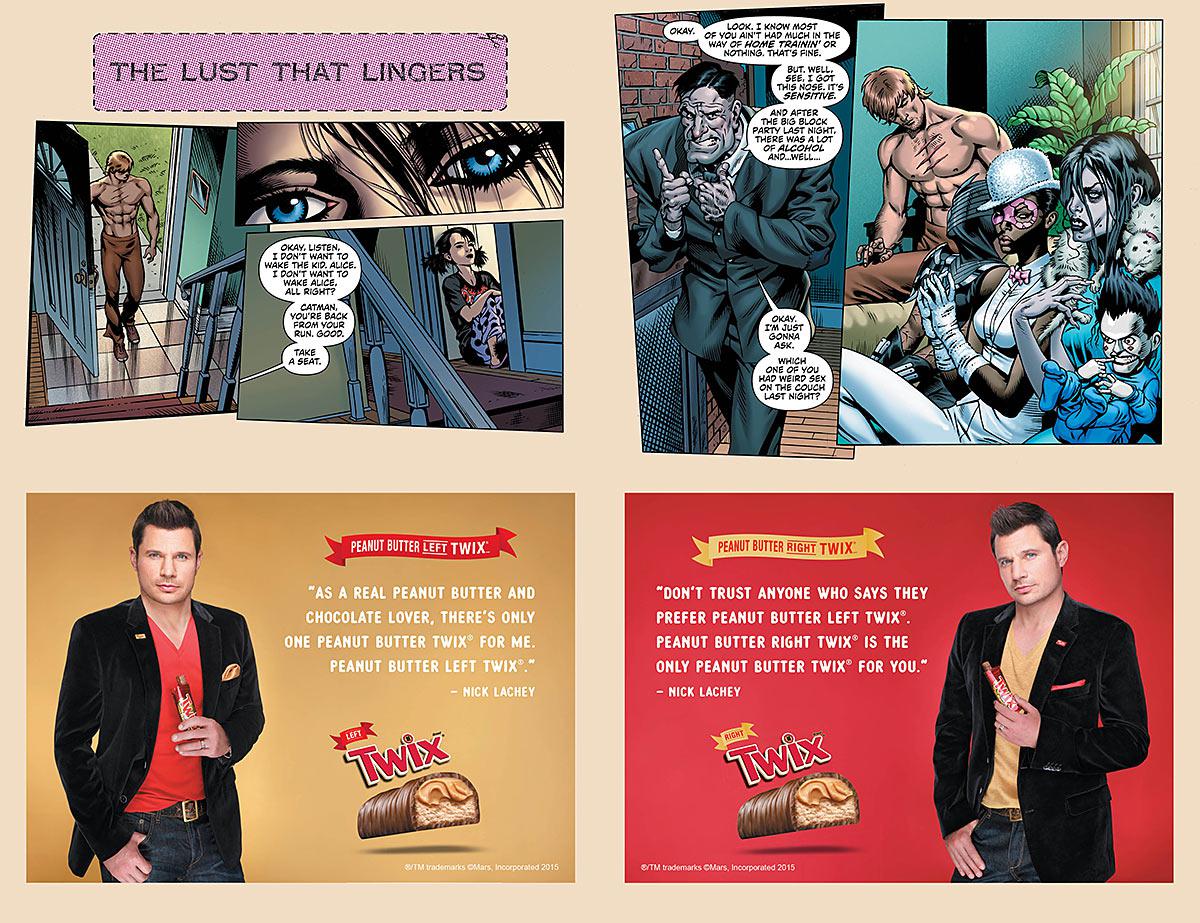 THE LUST THAT LINGERS
OKAY, LISTEN,
I DON'T WANT TO
WAKE THE KID, ALICE.
I DON'T WANT TO
WAKE ALICE,
ALL RIGHT?
CATMAN,
YOU'RE BACK
FROM YOUR
RUN. GOOD.
TAKE
A SEAT.
OKAY.
LOOK. I KNOW MOST
OF YOU AIN'T HAD MUCH IN THE
WAY OF HOME TRAININ' OR
NOTHING. THAT'S FINE.
BUT, WELL,
SEE, I GOT
THIS NOSE. IT'S
SENSITIVE.
AND AFTER
THE BIG BLOCK
PARTY LAST NIGHT,
THERE WAS A LOT
OF ALCOHOL
AND...WELL...
OKAY.
I'M JUST
GONNA
ASK.
WHICH
ONE OF YOU
HAD WEIRD SEX
ON THE COUCH
LAST NIGHT?
PEANUT BUTTER LEFT TWIX
"AS A REAL PEANUT BUTTER AND
CHOCOLATE LOVER, THERE'S ONLY
ONE PEANUT BUTTER TWIX® FOR ME.
PEANUT BUTTER LEFT TWIX®."
– NICK LACHEY
LEFT
TWIX
®/TM trademarks ©Mars, Incorporated 2015
PEANUT BUTTER RIGHT TWIX
"DON'T TRUST ANYONE WHO SAYS THEY
PREFER PEANUT BUTTER LEFT TWIX®.
PEANUT BUTTER RIGHT TWIX® IS THE
ONLY PEANUT BUTTER TWIX® FOR YOU."
– NICK LACHEY
RIGHT
TWIX
®/TM trademarks ©Mars, Incorporated 2015